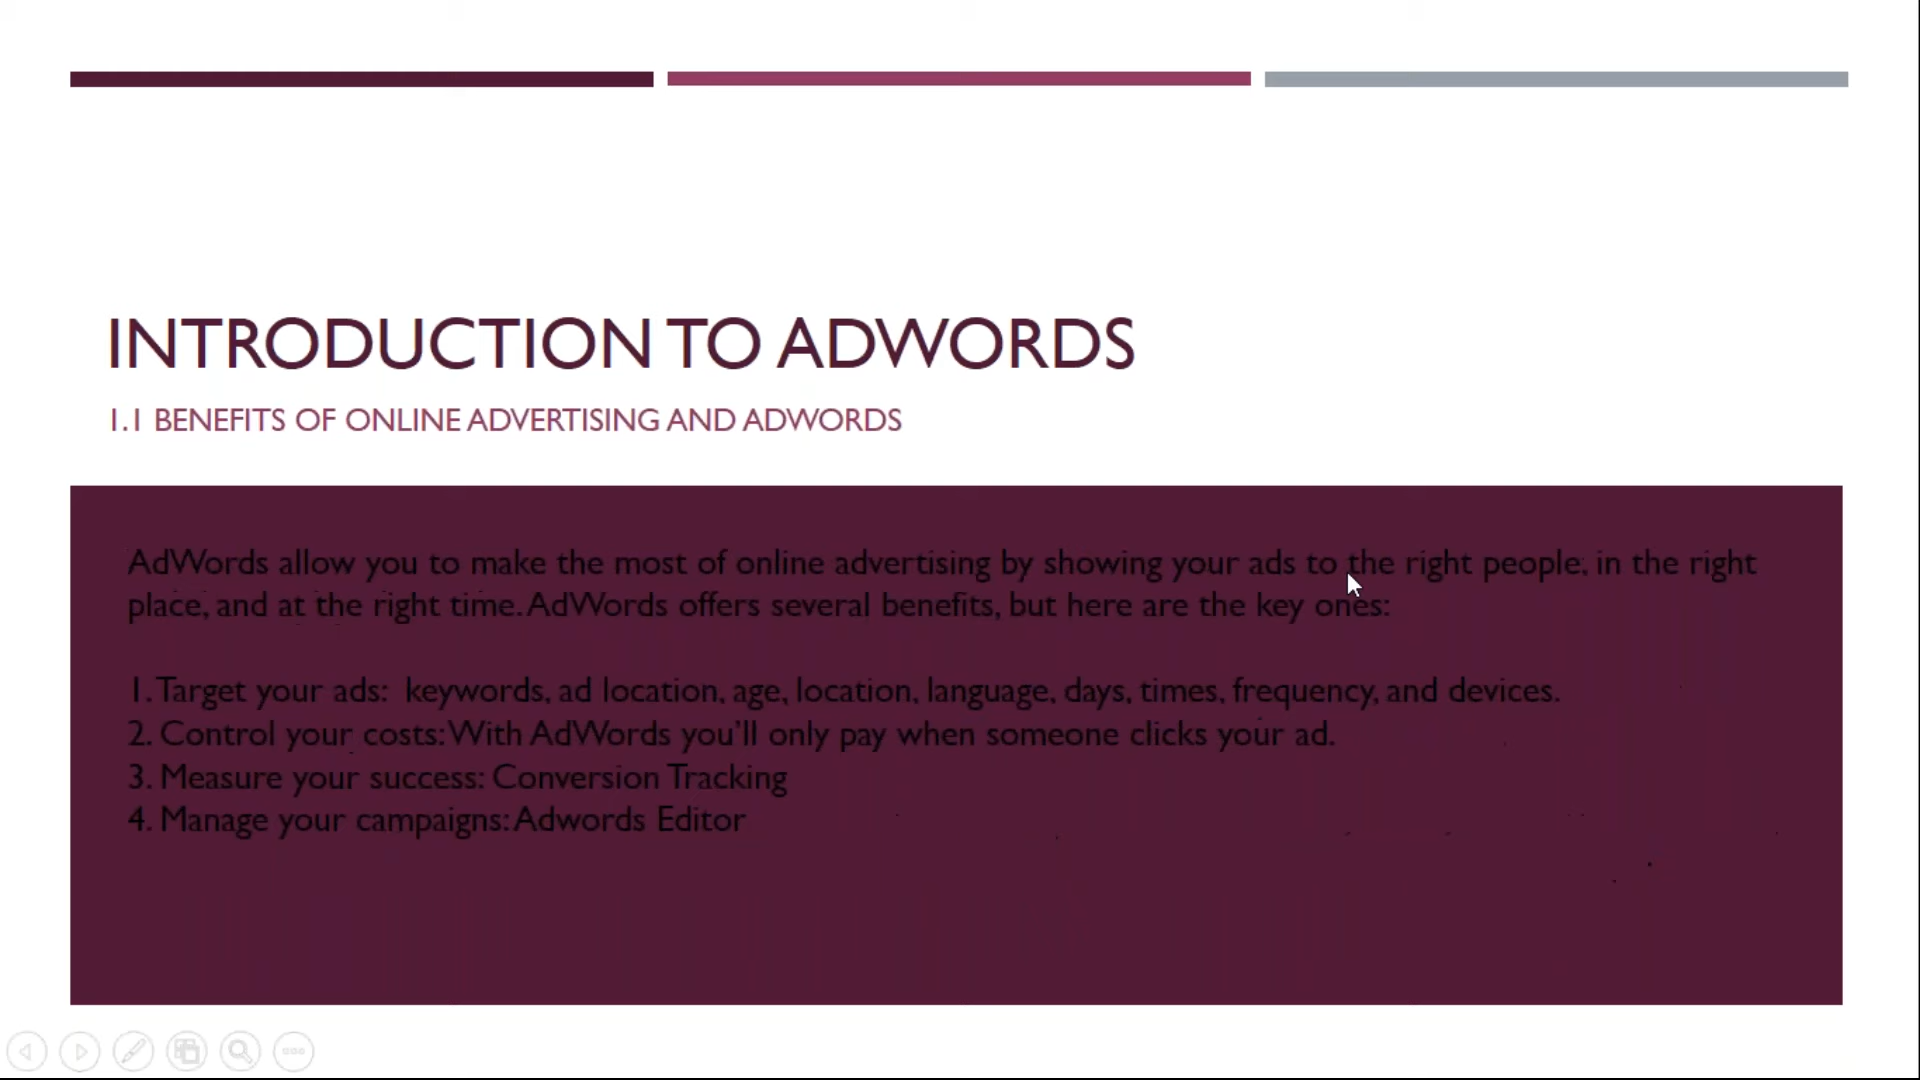 INTRODUCTION TO ADWORDS
1.1 BENEFITS OF ONLINE ADVERTISING AND ADWORDS
AdWords allow you to make the most of online advertising by showing your ads to the right people, in the right
place, and at the right time. AdWords offers several benefits, but here are the key ones:
1. Target your ads: keywords, ad location, age, location, language, days, times, frequency, and devices.
2. Control your costs: With AdWords you'll only pay when someone clicks your ad.
3. Measure your success: Conversion Tracking
4. Manage your campaigns: Adwords Editor